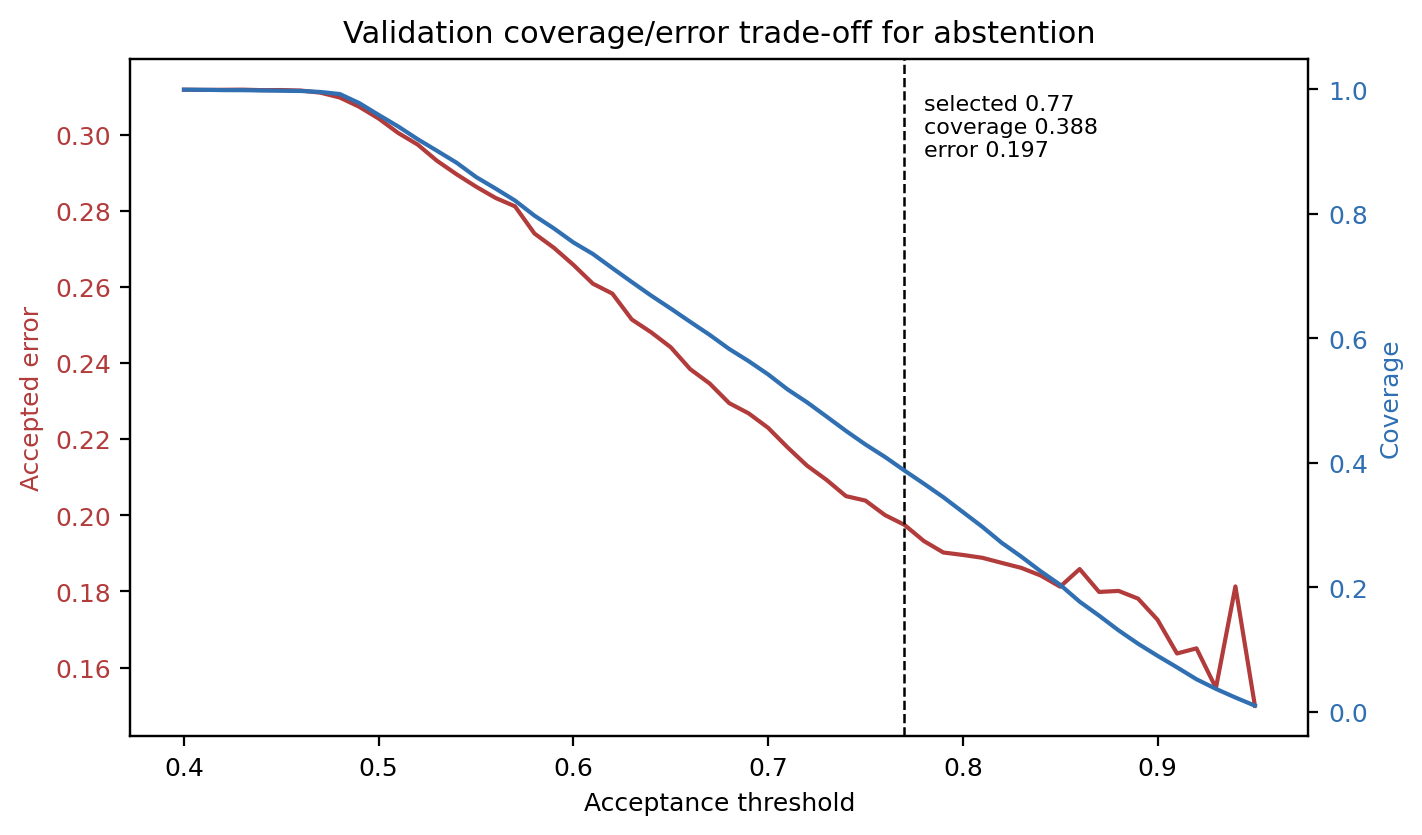 Validation coverage/error trade-off for abstention
selected 0.77
coverage 0.388
error 0.197
Accepted error
0.30
0.28
0.26
0.24
0.22
0.20
0.18
0.16
Coverage
1.0
0.8
0.6
0.4
0.2
0.0
0.4 0.5 0.6 0.7 0.8 0.9
Acceptance threshold